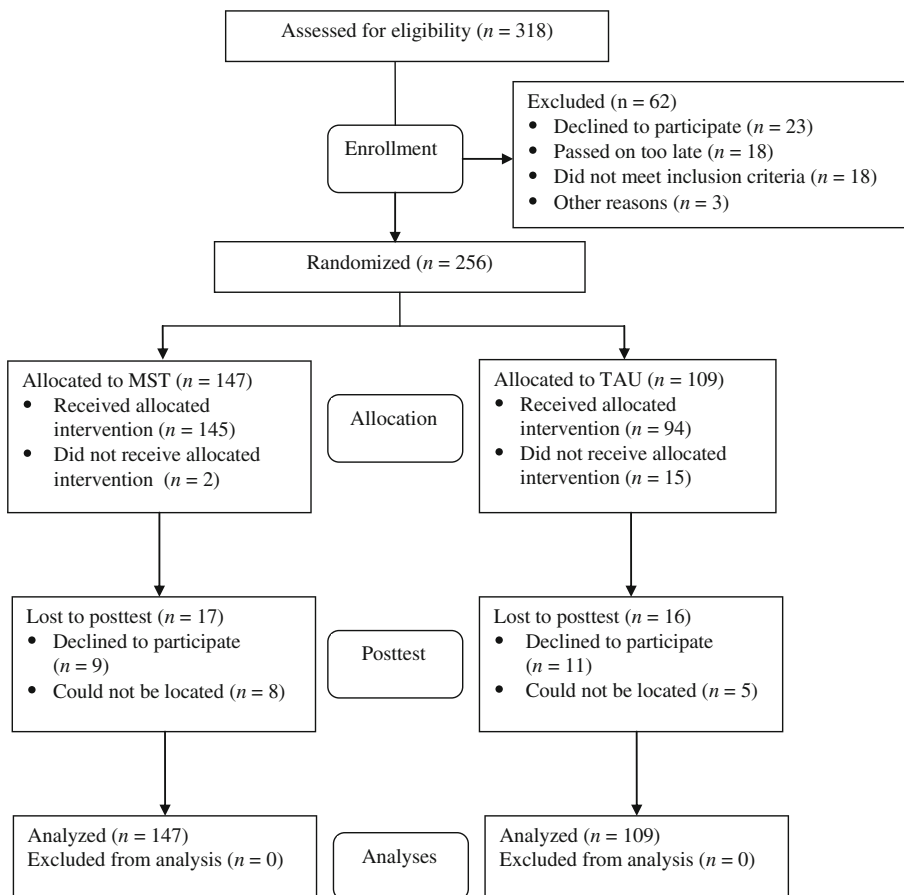 Assessed for eligibility (n = 318)
Excluded (n = 62)
• Declined to participate (n = 23)
• Passed on too late (n = 18)
• Did not meet inclusion criteria (n = 18)
• Other reasons (n = 3)
Enrollment
Randomized (n = 256)
Allocated to MST (n = 147)
• Received allocated
intervention (n = 145)
• Did not receive allocated
intervention (n = 2)
Allocation
Allocated to TAU (n = 109)
• Received allocated
intervention (n = 94)
• Did not receive allocated
intervention (n = 15)
Lost to posttest (n = 17)
• Declined to participate
(n = 9)
• Could not be located (n = 8)
Posttest
Lost to posttest (n = 16)
• Declined to participate
(n = 11)
• Could not be located (n = 5)
Analyzed (n = 147)
Excluded from analysis (n = 0)
Analyses
Analyzed (n = 109)
Excluded from analysis (n = 0)